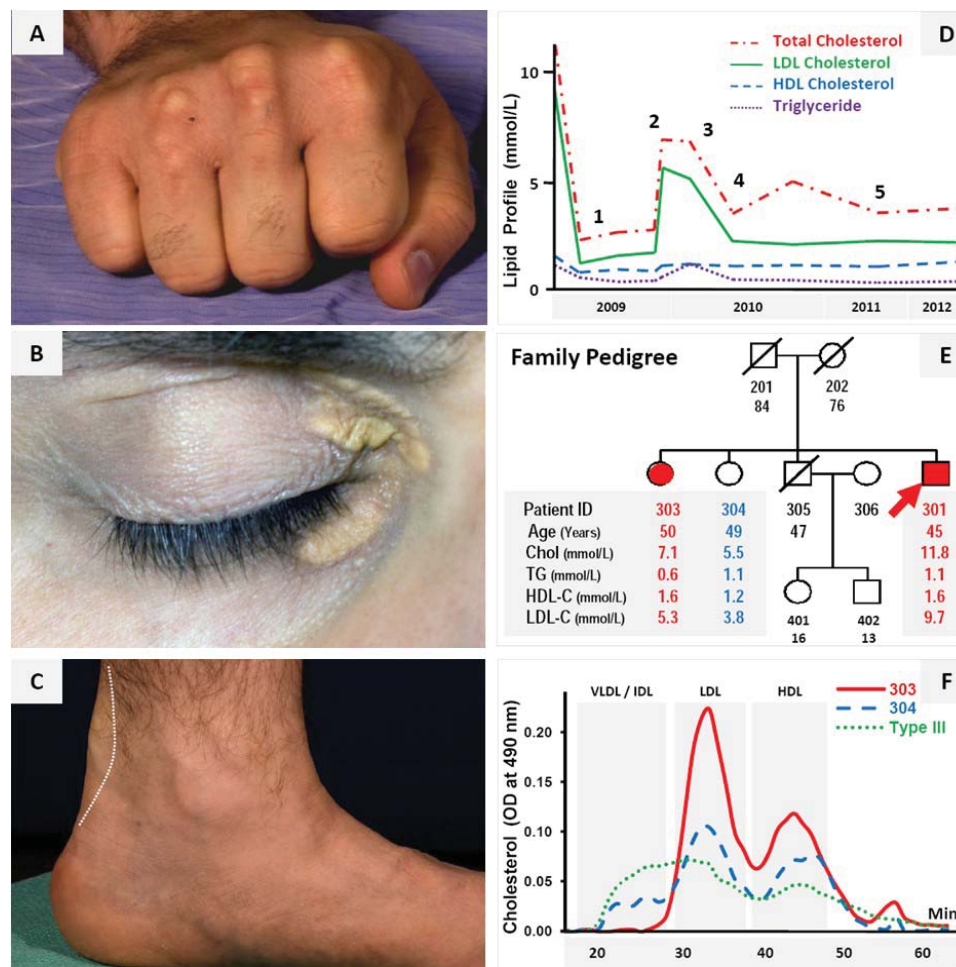 A
B
C
D
Total Cholesterol
LDL Cholesterol
HDL Cholesterol
Triglyceride
Lipid Profile (mmol/L)
10
5
0
1
2
3
4
5
2009
2010
2011
2012
Family Pedigree
E
201
84
202
76
Patient ID 303 304 305 306 301
Age (Years) 50 49 47 45
Chol (mmol/L) 7.1 5.5 11.8
TG (mmol/L) 0.6 1.1 1.1
HDL-C (mmol/L) 1.6 1.2 1.6
LDL-C (mmol/L) 5.3 3.8 9.7
401
16
402
13
F
VLDL / IDL
LDL
HDL
303
304
Type III
Cholesterol (OD at 490 nm)
0.20
0.15
0.10
0.05
0.00
20
30
40
50
60
Min